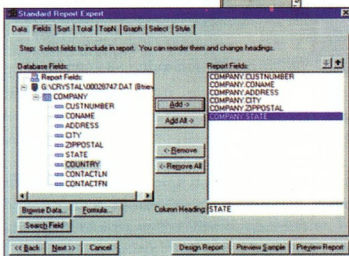 Standard Report Expert
Data Fields Sort Total TopN Graph Select Style
Step: Select fields to include in report. You can reorder them and change headings.
Database Fields:
Report Fields
G:\CRYSTAL\00028747.DAT (Btriev
COMPANY
CUSTNUMBER
CONAME
ADDRESS
CITY
ZIPPOSTAL
STATE
COUNTRY
CONTACTLN
CONTACTFN
Add ->
Add All ->
<- Remove
<- Remove All
Report Fields:
COMPANY.CUSTNUMBER
COMPANY.CONAME
COMPANY.ADDRESS
COMPANY.CITY
COMPANY.ZIPPOSTAL
COMPANY.STATE
Browse Data... Formula... Column Heading: STATE
Search Field
<< Back Next >> Cancel Design Report Preview Sample Preview Report